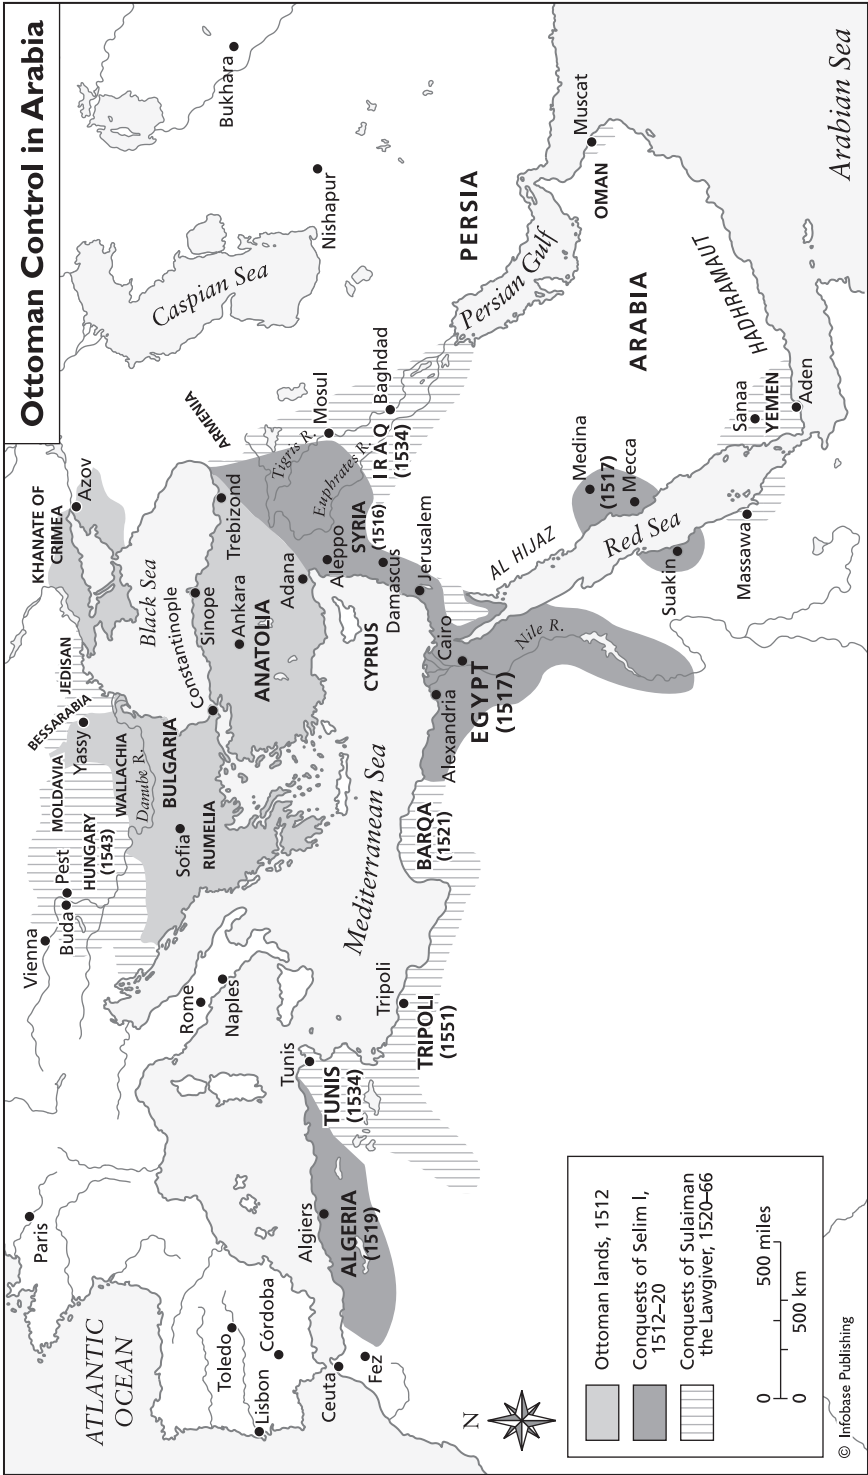 Ottoman Control in Arabia
ATLANTIC
OCEAN
Paris
Vienna
Buda
Pest
HUNGARY
(1543)
MOLDAVIA
BESSARABIA
Yassy
JEDISAN
KHANATE OF
CRIMEA
Azov
WALLACHIA
Danube R.
BULGARIA
Sofia
RUMELIA
Black Sea
Constantinople
Sinope
Trebizond
Ankara
ANATOLIA
Adana
ARMENIA
Caspian Sea
Bukhara
Nishapur
PERSIA
Toledo
Lisbon
Córdoba
Ceuta
Fez
Rome
Naples
Algiers
ALGERIA
(1519)
Tunis
TUNIS
(1534)
Tripoli
TRIPOLI
(1551)
Mediterranean Sea
BARQA
(1521)
CYPRUS
Aleppo
SYRIA
(1516)
Damascus
Jerusalem
Tigris R.
Euphrates R.
Mosul
Baghdad
IRAQ
(1534)
Alexandria
Cairo
EGYPT
(1517)
Nile R.
AL HIJAZ
Red Sea
Medina
(1517)
Mecca
Suakin
Massawa
Persian Gulf
ARABIA
OMAN
Muscat
HADHRAMAUT
Sanaa
YEMEN
Aden
Arabian Sea
N
Ottoman lands, 1512
Conquests of Selim I,
1512–20
Conquests of Sulaiman
the Lawgiver, 1520–66
0 500 miles
0 500 km
© Infobase Publishing